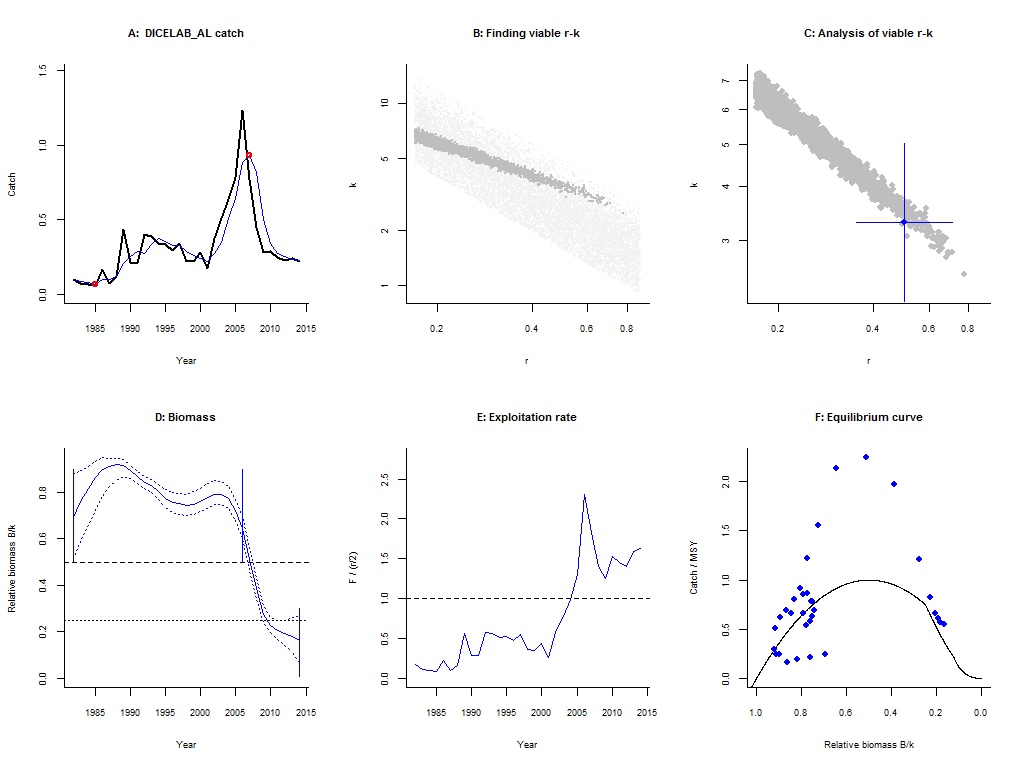 A: DICELAB_AL catch
B: Finding viable r-k
C: Analysis of viable r-k
Catch
0.0 0.5 1.0 1.5
1985 1990 1995 2000 2005 2010 2015
Year
k
1 2 5 10
0.2 0.4 0.6 0.8
r
k
3 4 5 6 7
0.2 0.4 0.6 0.8
r
D: Biomass
E: Exploitation rate
F: Equilibrium curve
Relative biomass B/k
0.0 0.2 0.4 0.6 0.8
1985 1990 1995 2000 2005 2010 2015
Year
F / (r/2)
0.0 0.5 1.0 1.5 2.0 2.5
1985 1990 1995 2000 2005 2010 2015
Year
Catch / MSY
0.0 0.5 1.0 1.5 2.0
1.0 0.8 0.6 0.4 0.2 0.0
Relative biomass B/k